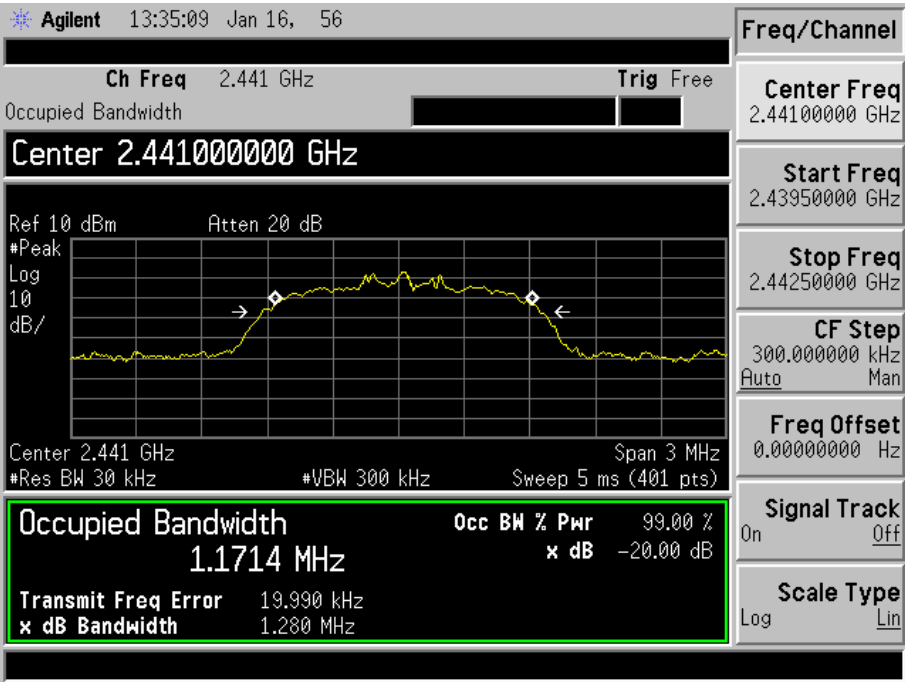 Agilent 13:35:09 Jan 16, 56
Ch Freq 2.441 GHz Trig Free
Occupied Bandwidth
Center 2.441000000 GHz
Ref 10 dBm Atten 20 dB
#Peak
Log
10
dB/
Center 2.441 GHz Span 3 MHz
#Res BW 30 kHz #VBW 300 kHz Sweep 5 ms (401 pts)
Occupied Bandwidth Occ BW % Pwr 99.00 %
1.1714 MHz x dB -20.00 dB
Transmit Freq Error 19.990 kHz
x dB Bandwidth 1.280 MHz
Freq/Channel
Center Freq
2.44100000 GHz
Start Freq
2.43950000 GHz
Stop Freq
2.44250000 GHz
CF Step
300.000000 kHz
Auto Man
Freq Offset
0.00000000 Hz
Signal Track
On Off
Scale Type
Log Lin